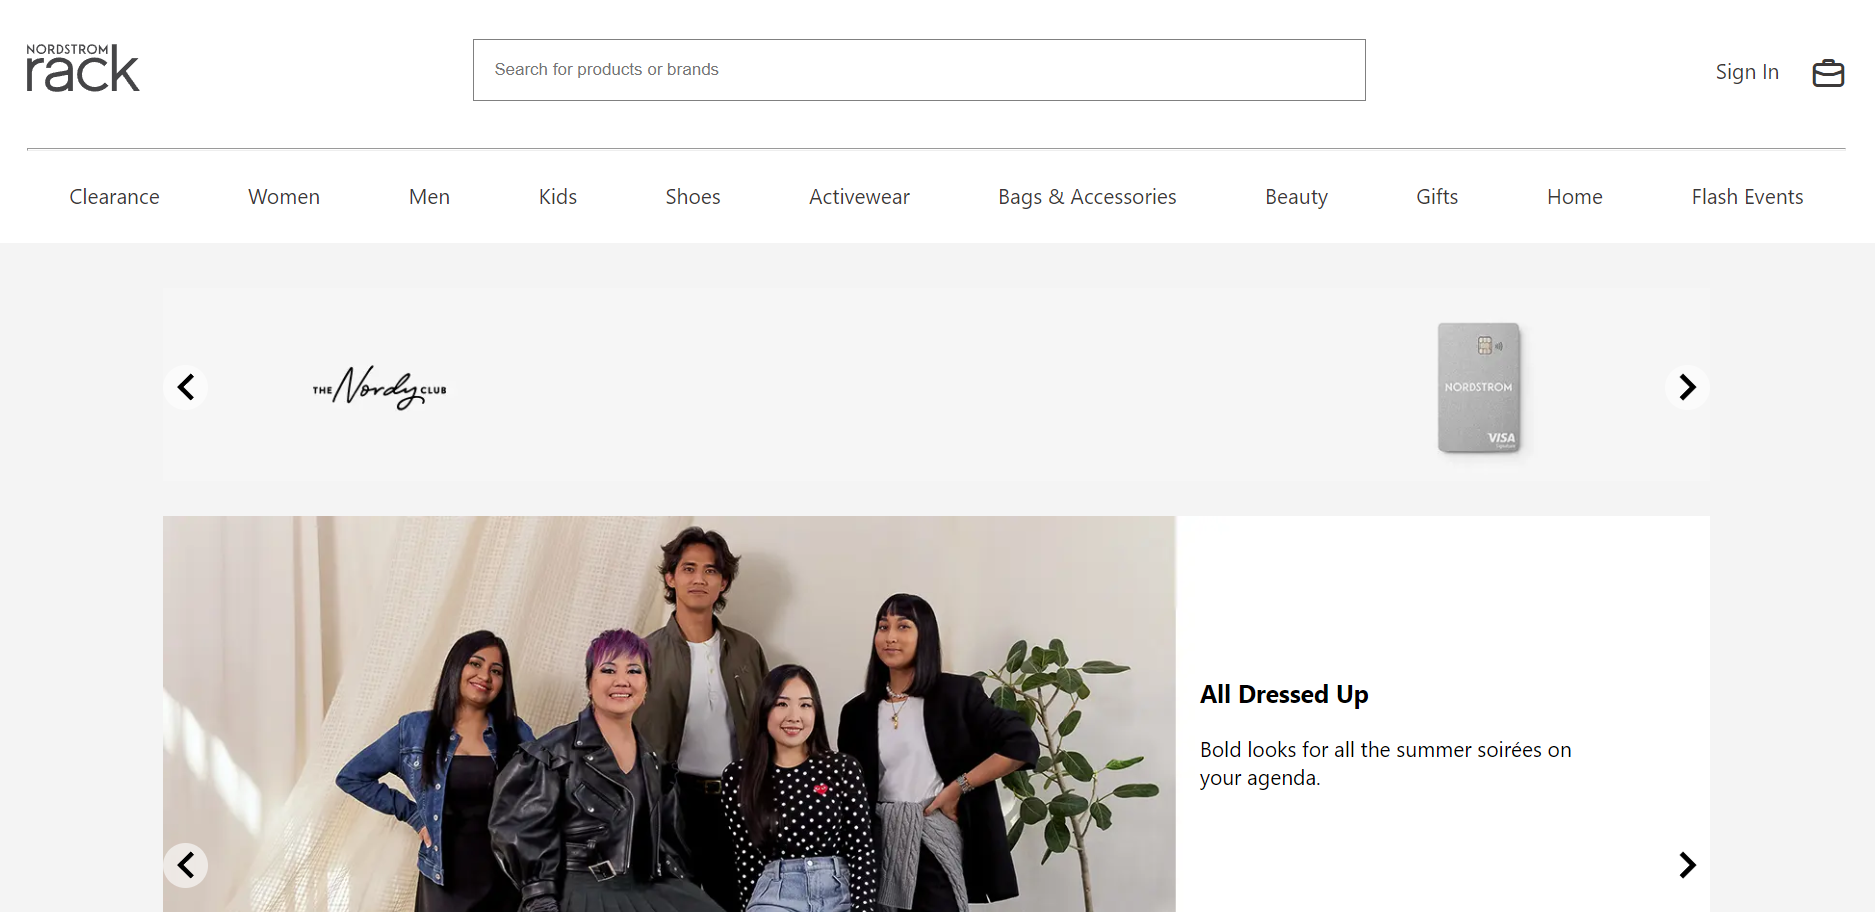 NORDSTROM
rack
Search for products or brands
Sign In
Clearance Women Men Kids Shoes Activewear Bags & Accessories Beauty Gifts Home Flash Events
THE Nordy CLUB
NORDSTROM
VISA
Signature
All Dressed Up
Bold looks for all the summer soirées on
your agenda.